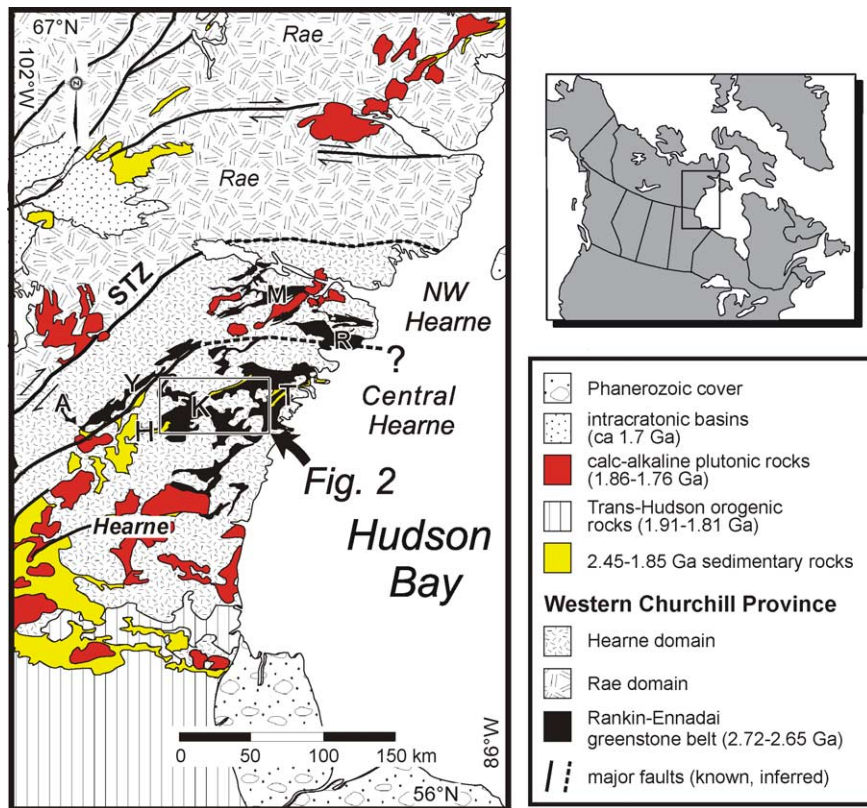 67°N
102°W
N
Rae
Rae
STZ
M
NW
Hearne
R
?
Y
A
K
T
H
Central
Hearne
Fig. 2
Hearne
Hudson
Bay
0 50 100 150 km
86°W
56°N
Phanerozoic cover
intracratonic basins
(ca 1.7 Ga)
calc-alkaline plutonic rocks
(1.86-1.76 Ga)
Trans-Hudson orogenic
rocks (1.91-1.81 Ga)
2.45-1.85 Ga sedimentary rocks
Western Churchill Province
Hearne domain
Rae domain
Rankin-Ennadai
greenstone belt (2.72-2.65 Ga)
major faults (known, inferred)